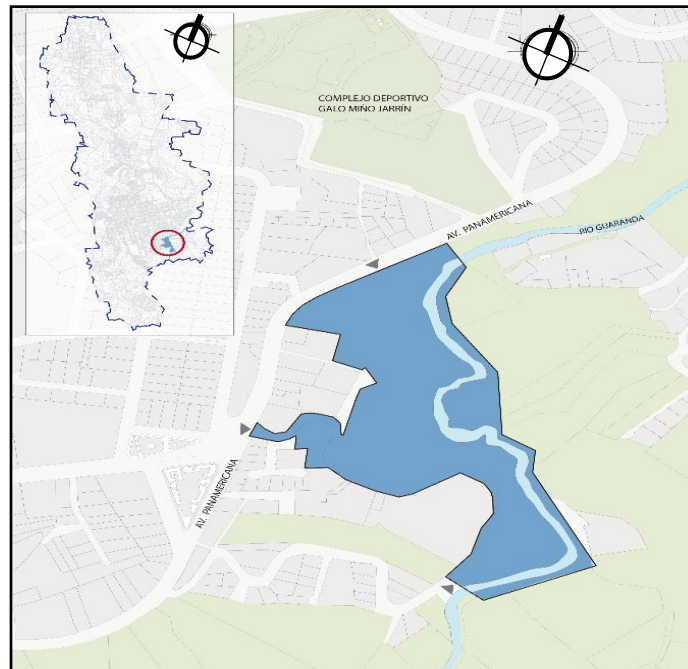 COMPLEJO DEPORTIVO
GALO MIÑO JARRÍN
AV. PANAMERICANA
RIO GUARANDA
AV. PANAMERICANA